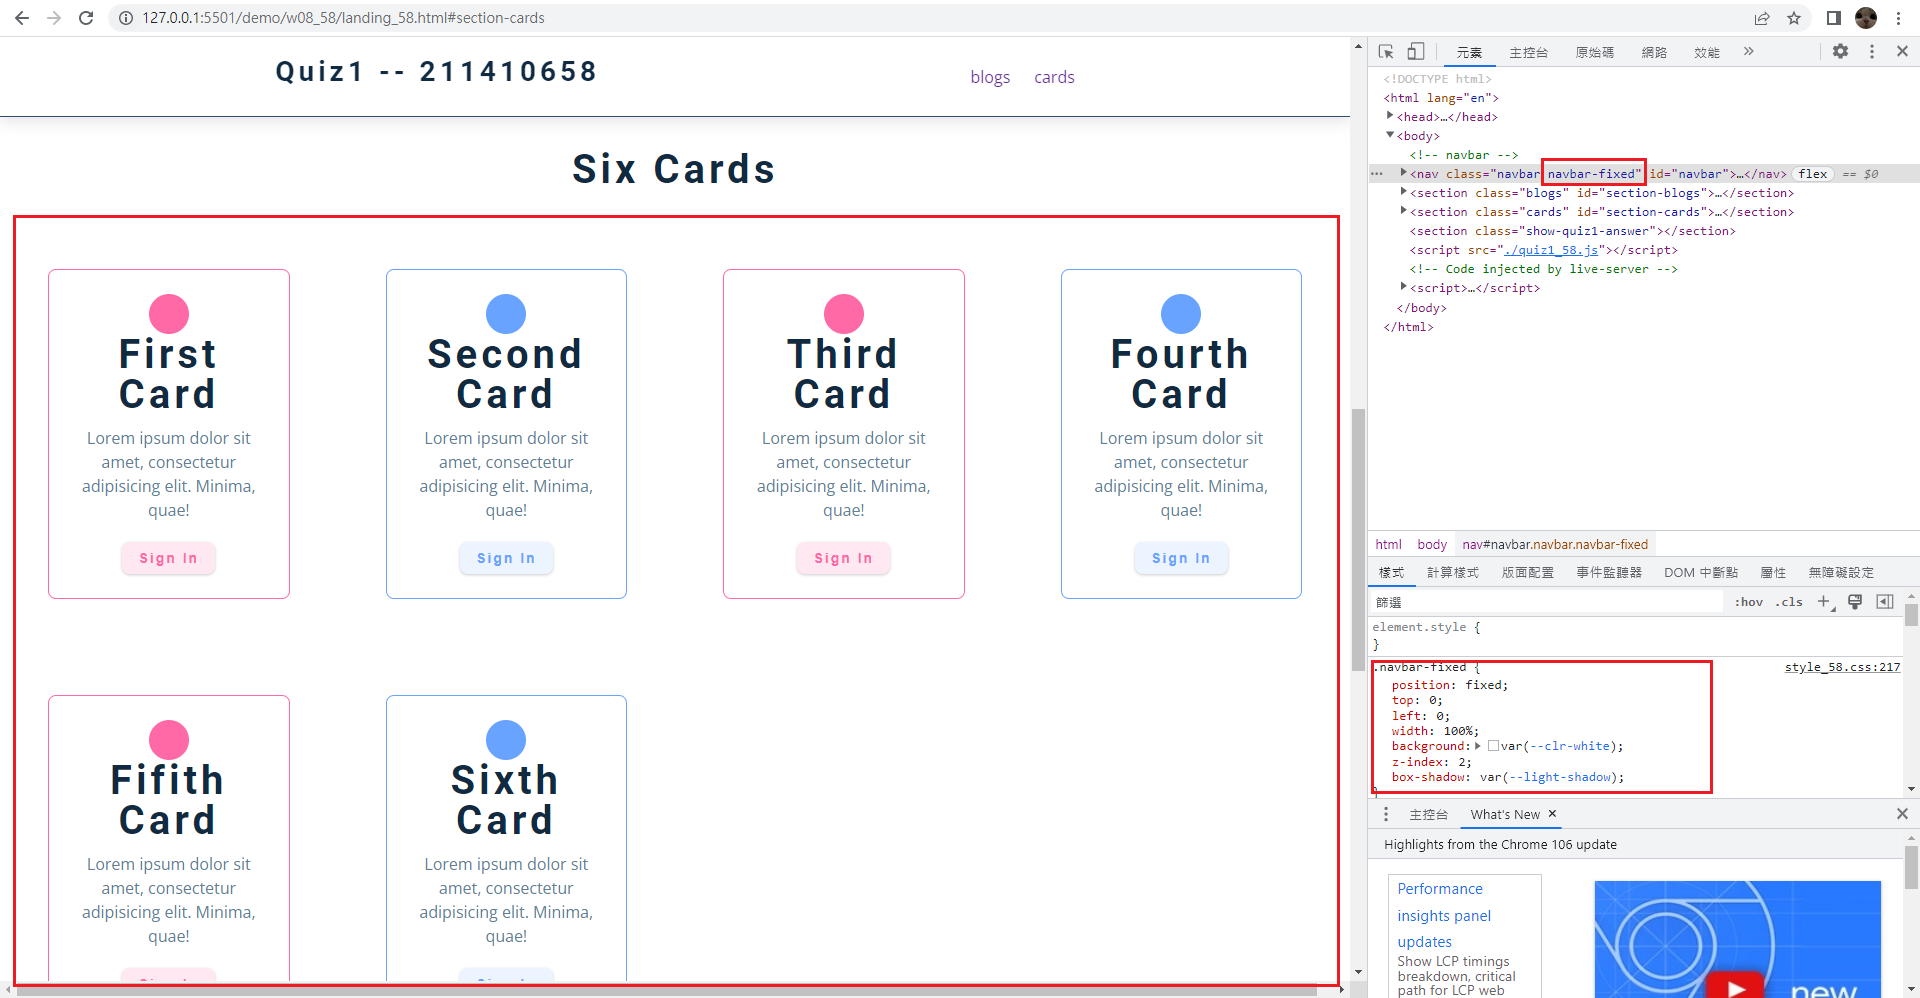 127.0.0.1:5501/demo/w08_58/landing_58.html#section-cards
Quiz1 -- 211410658
blogs cards
Six Cards
First
Card
Lorem ipsum dolor sit
amet, consectetur
adipisicing elit. Minima,
quae!
Sign In
Second
Card
Lorem ipsum dolor sit
amet, consectetur
adipisicing elit. Minima,
quae!
Sign In
Third
Card
Lorem ipsum dolor sit
amet, consectetur
adipisicing elit. Minima,
quae!
Sign In
Fourth
Card
Lorem ipsum dolor sit
amet, consectetur
adipisicing elit. Minima,
quae!
Sign In
Fifith
Card
Lorem ipsum dolor sit
amet, consectetur
adipisicing elit. Minima,
quae!
Sign In
Sixth
Card
Lorem ipsum dolor sit
amet, consectetur
adipisicing elit. Minima,
quae!
Sign In
元素 主控台 原始碼 網路 效能 »
<!DOCTYPE html>
<html lang="en">
<head>…</head>
<body>
<!-- navbar -->
<nav class="navbar navbar-fixed" id="navbar">…</nav> flex == $0
<section class="blogs" id="section-blogs">…</section>
<section class="cards" id="section-cards">…</section>
<section class="show-quiz1-answer"></section>
<script src="./quiz1_58.js"></script>
<!-- Code injected by live-server -->
<script>…</script>
</body>
</html>
html body nav#navbar.navbar.navbar-fixed
樣式 計算樣式 版面配置 事件監聽器 DOM 中斷點 屬性 無障礙設定
篩選 :hov .cls +
element.style {
}
.navbar-fixed { style_58.css:217
position: fixed;
top: 0;
left: 0;
width: 100%;
background: var(--clr-white);
z-index: 2;
box-shadow: var(--light-shadow);
}
主控台 What's New ×
Highlights from the Chrome 106 update
Performance
insights panel
updates
Show LCP timings
breakdown, critical
path for LCP web
new